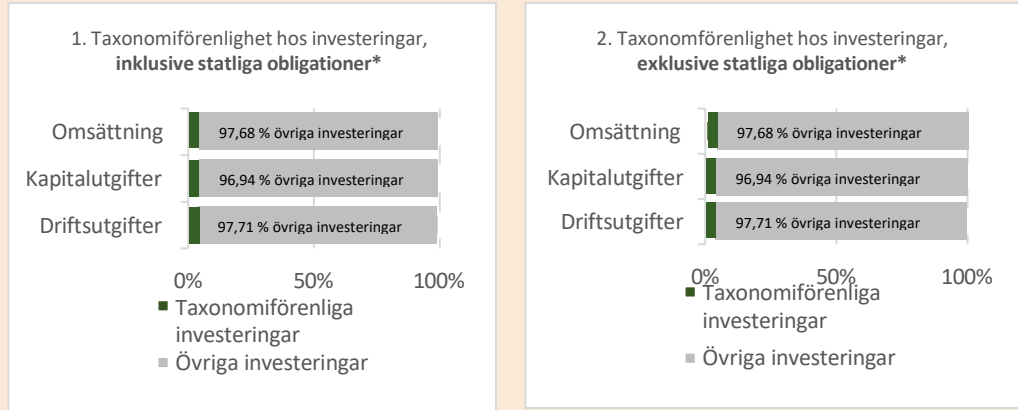 1. Taxonomiförenlighet hos investeringar,
inklusive statliga obligationer*
Omsättning
97,68 % övriga investeringar
Kapitalutgifter
96,94 % övriga investeringar
Driftsutgifter
97,71 % övriga investeringar
0% 50% 100%
Taxonomiförenliga
investeringar
Övriga investeringar
2. Taxonomförenlighet hos investeringar,
exklusive statliga obligationer*
Omsättning
97,68 % övriga investeringar
Kapitalutgifter
96,94 % övriga investeringar
Driftsutgifter
97,71 % övriga investeringar
0% 50% 100%
Taxonomiförenliga
investeringar
Övriga investeringar